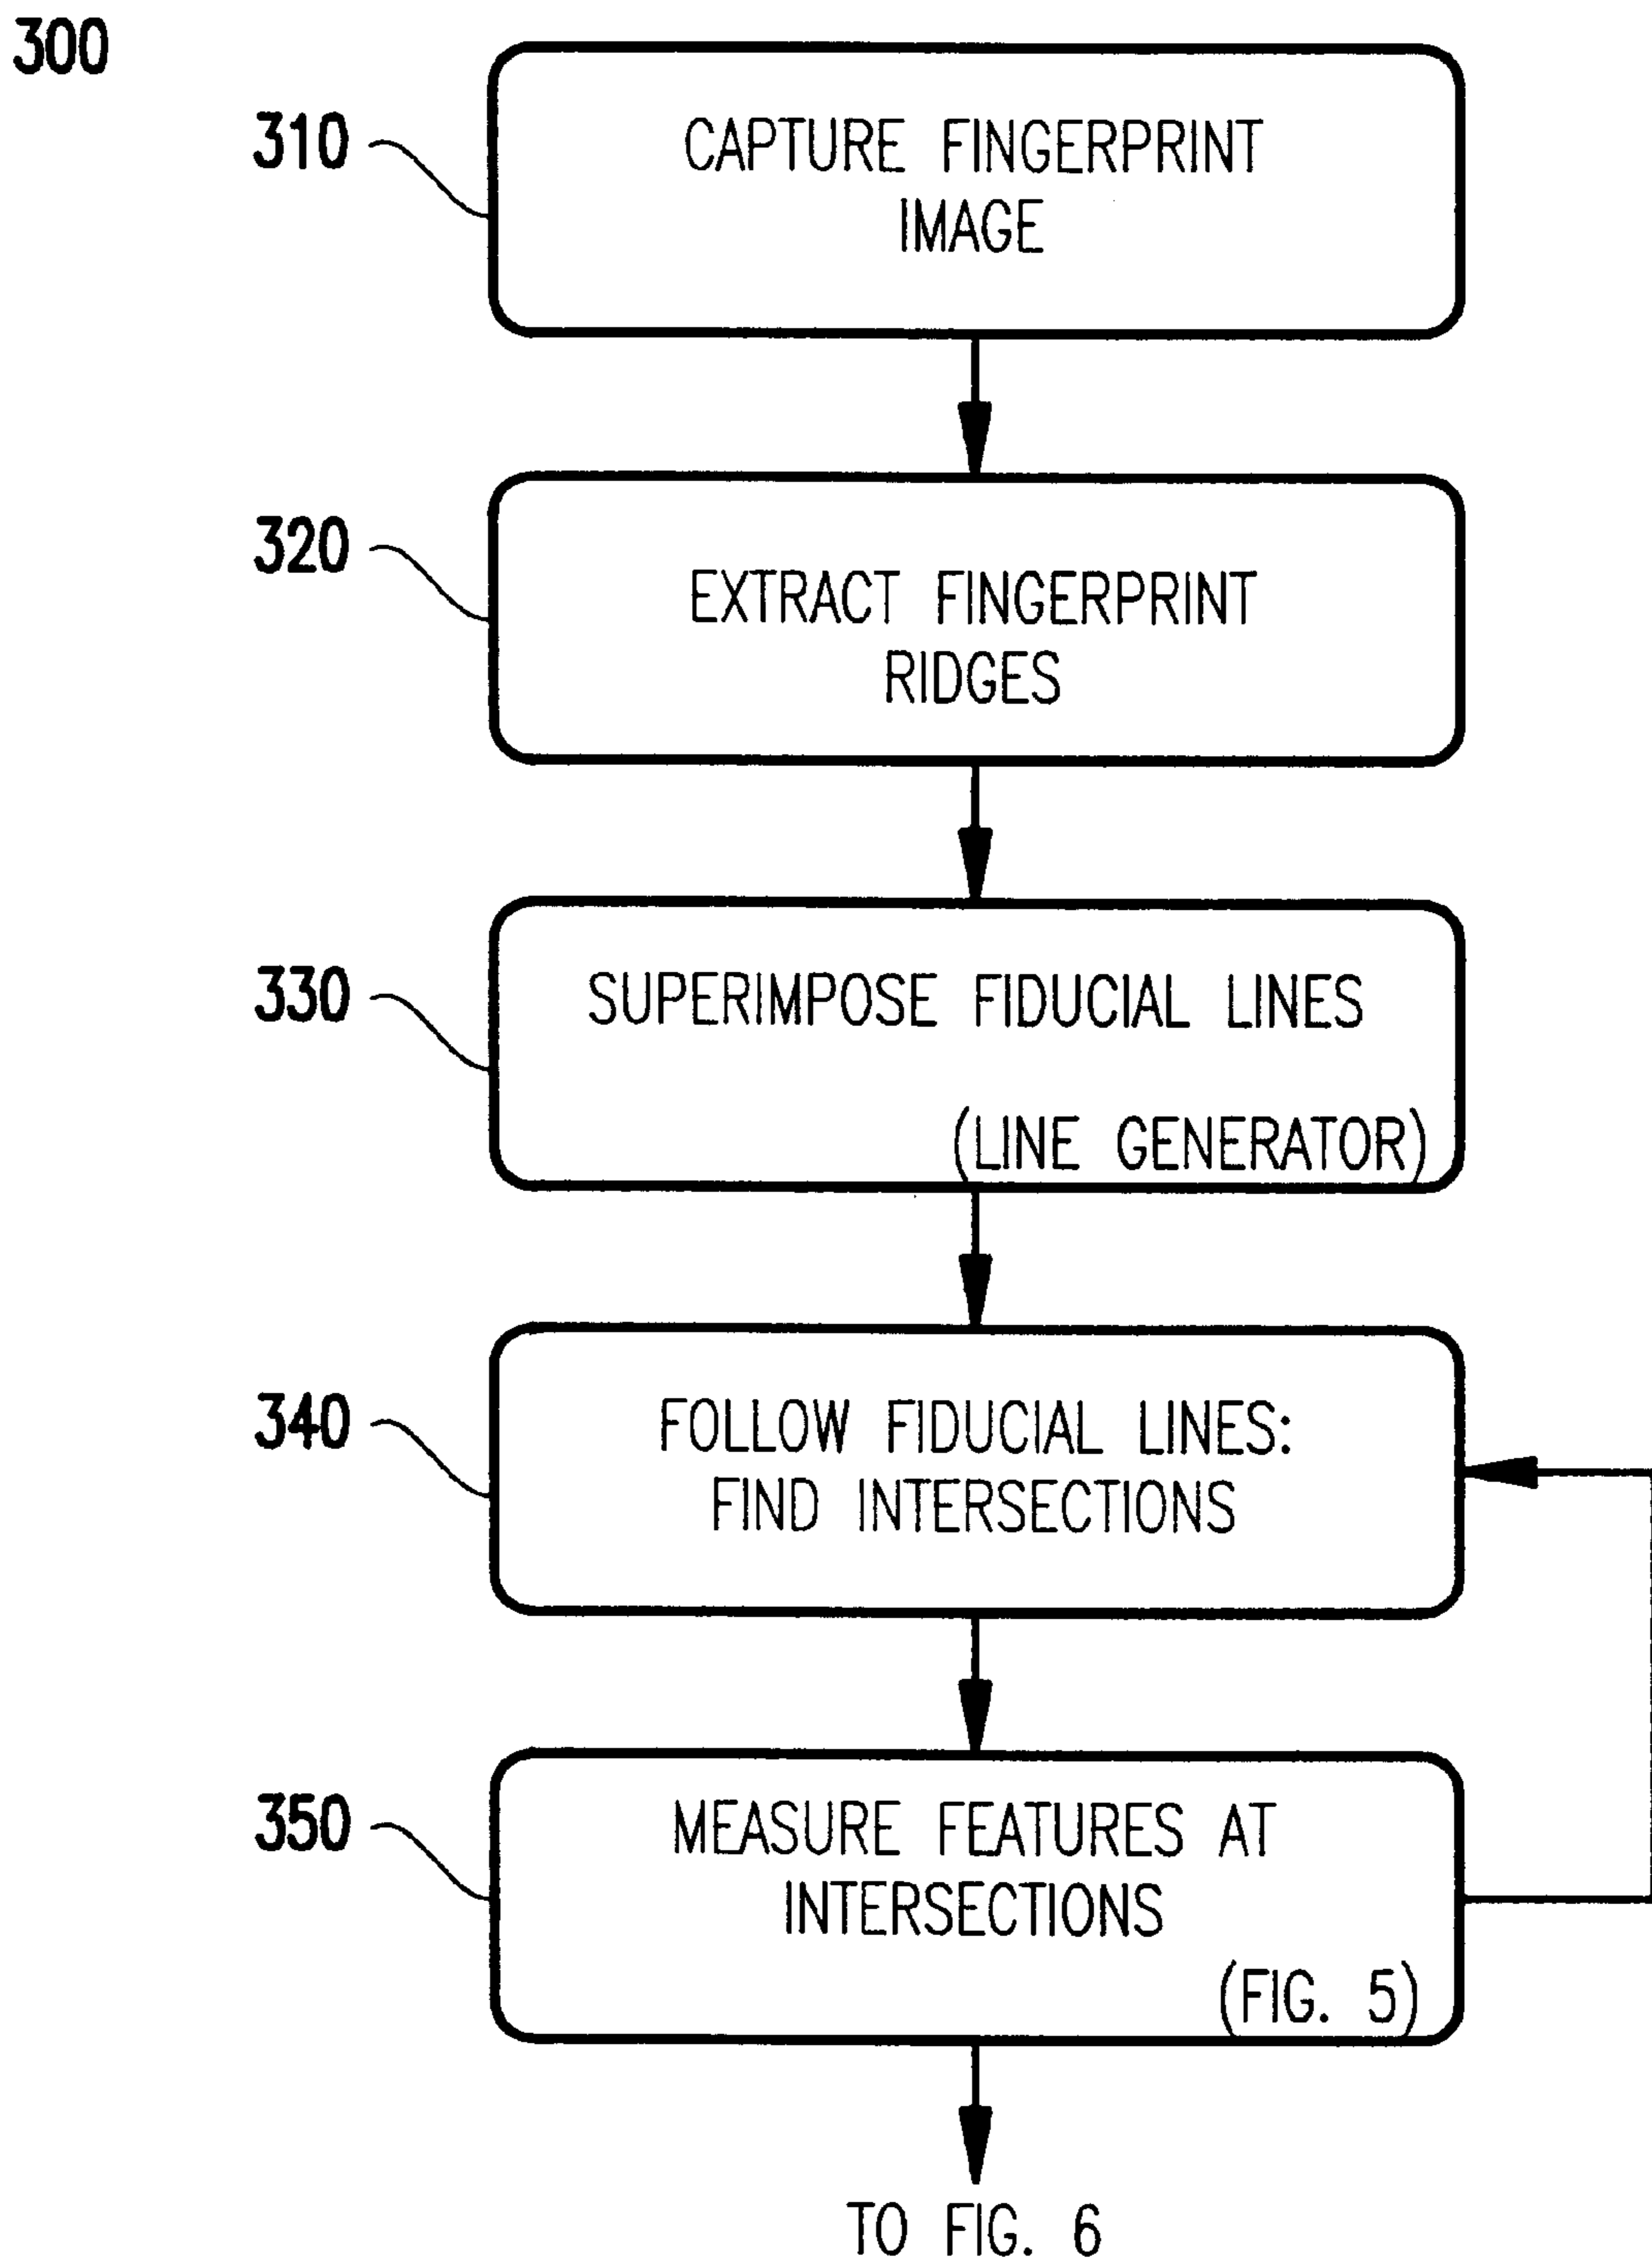 300
310
CAPTURE FINGERPRINT
IMAGE
320
EXTRACT FINGERPRINT
RIDGES
330
SUPERIMPOSE FIDUCIAL LINES
(LINE GENERATOR)
340
FOLLOW FIDUCIAL LINES:
FIND INTERSECTIONS
350
MEASURE FEATURES AT
INTERSECTIONS
(FIG. 5)
TO FIG. 6